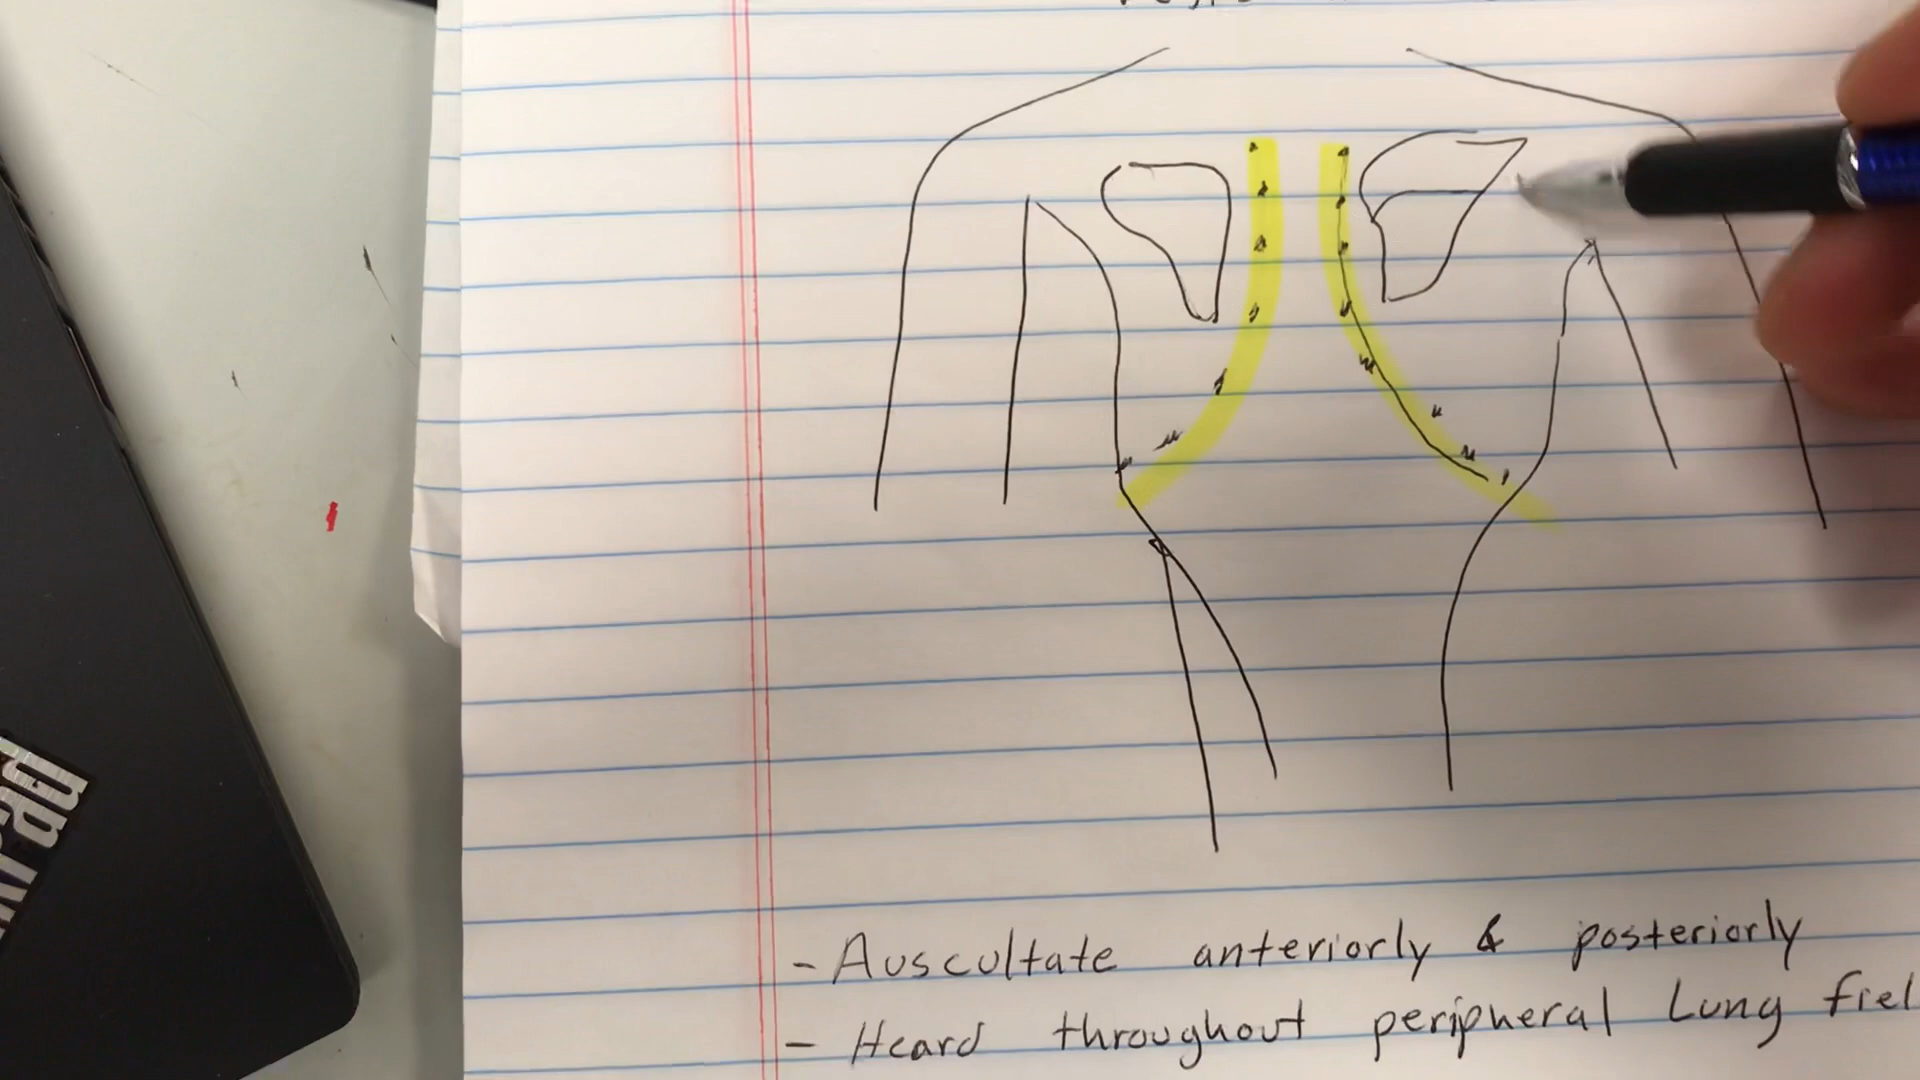 - Auscultate anteriorly & posteriorly
- Heard throughout peripheral Lung fiel